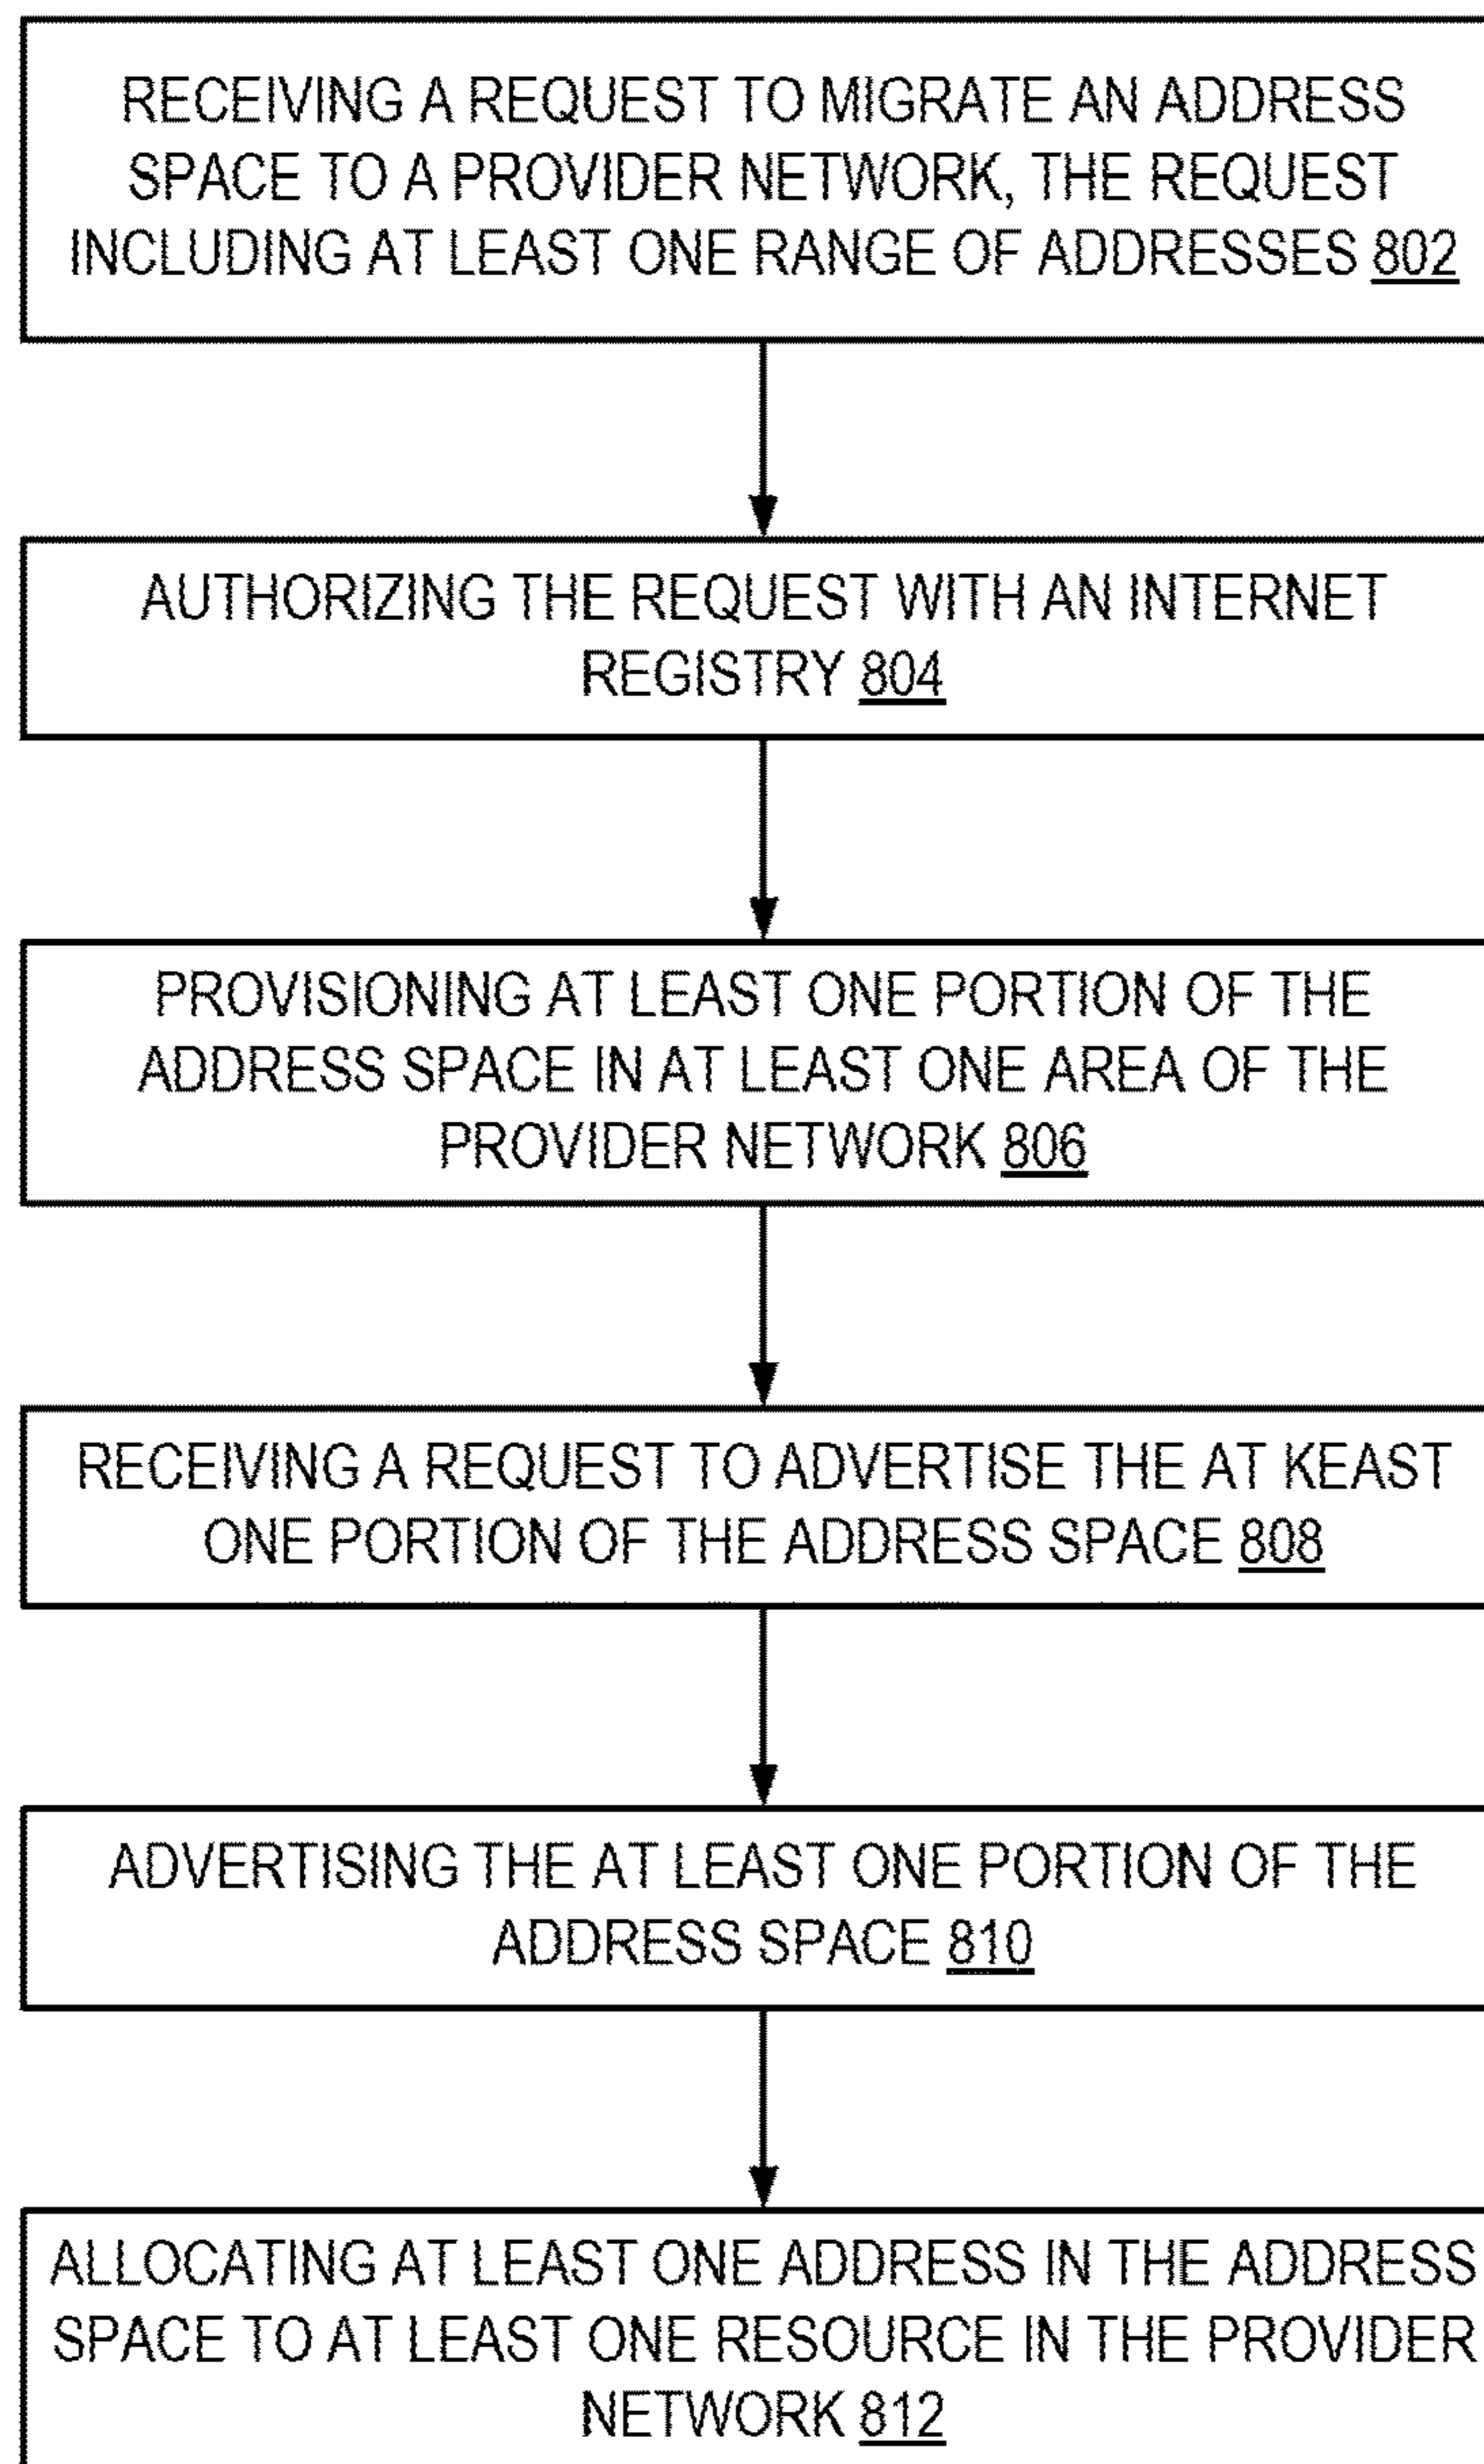 RECEIVING A REQUEST TO MIGRATE AN ADDRESS
SPACE TO A PROVIDER NETWORK, THE REQUEST
INCLUDING AT LEAST ONE RANGE OF ADDRESSES 802
AUTHORIZING THE REQUEST WITH AN INTERNET
REGISTRY 804
PROVISIONING AT LEAST ONE PORTION OF THE
ADDRESS SPACE IN AT LEAST ONE AREA OF THE
PROVIDER NETWORK 806
RECEIVING A REQUEST TO ADVERTISE THE AT KEAST
ONE PORTION OF THE ADDRESS SPACE 808
ADVERTISING THE AT LEAST ONE PORTION OF THE
ADDRESS SPACE 810
ALLOCATING AT LEAST ONE ADDRESS IN THE ADDRESS
SPACE TO AT LEAST ONE RESOURCE IN THE PROVIDER
NETWORK 812